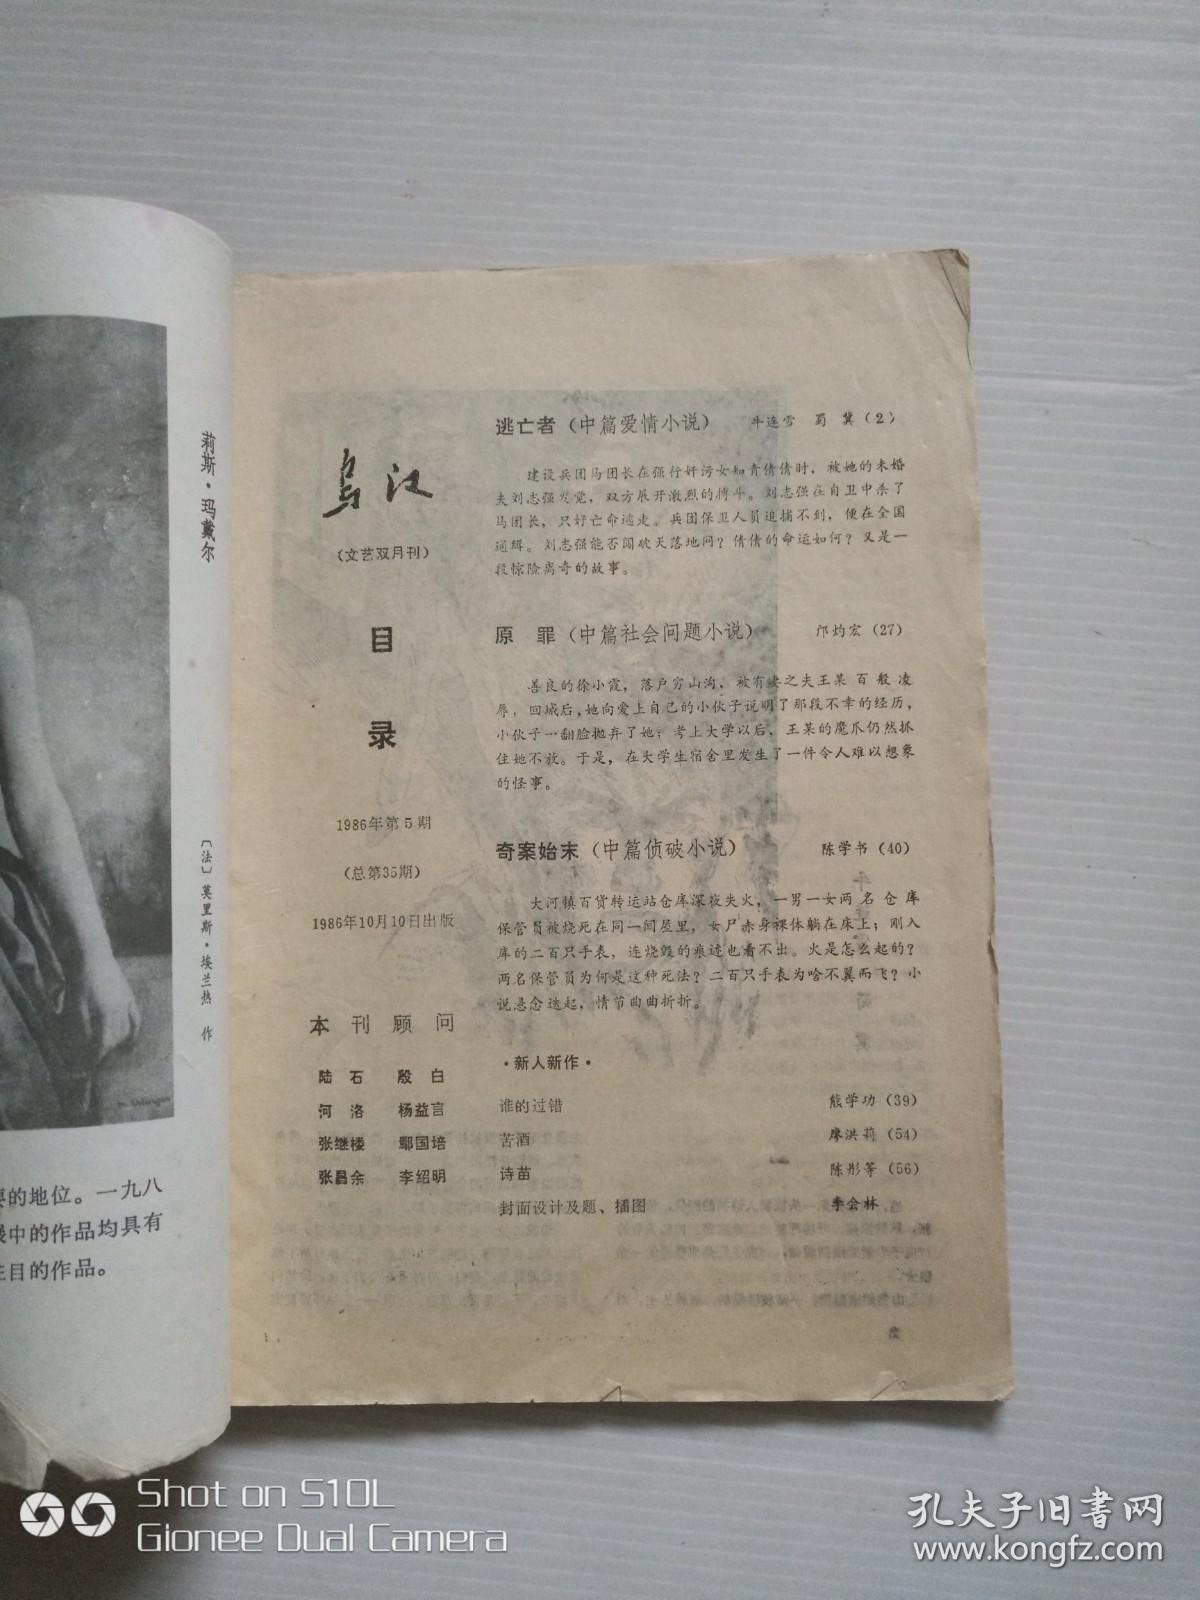 莉斯·玛戴尔
〔法〕莫里斯·埃兰热 作
要的地位。一九八
展中的作品均具有
注目的作品。
乌江
（文艺双月刊）
目
录
1986年第5期
（总第35期）
1986年10月10日出版
本刊顾问
陆石 殷白
河洛 杨益言
张继楼 鄢国培
张昌余 李绍明
逃亡者（中篇爱情小说） 牛连雪 蜀冀（2）
建设兵团马团长在强行奸污女知青倩倩时，被她的未婚
夫刘志强发觉，双方展开激烈的搏斗。刘志强在自卫中杀了
马团长，只好亡命逃走。兵团保卫人员追捕不到，便在全国
通缉。刘志强能否闯破天落地网？倩倩的命运如何？又是一
段惊险离奇的故事。
原罪（中篇社会问题小说） 邝灼宏（27）
善良的徐小霞，落户穷山沟，被有妻之夫王某百般凌
辱，回城后，她向爱上自己的小伙子说明了那段不幸的经历，
小伙子一翻脸抛弃了她；考上大学以后，王某的魔爪仍然抓
住她不放。于是，在大学生宿舍里发生了一件令人难以想象
的怪事。
奇案始末（中篇侦破小说） 陈学书（40）
大河镇百货转运站仓库深夜失火，一男一女两名仓库
保管员被烧死在同一间屋里，女尸赤身裸体躺在床上；刚入
库的二百只手表，连烧毁的痕迹也看不出。火是怎么起的？
两名保管员为何是这种死法？二百只手表为啥不翼而飞？小
说悬念迭起，情节曲曲折折。
·新人新作·
谁的过错 熊学功（39）
苦酒 廖洪莉（54）
诗苗 陈彤等（56）
封面设计及题、插图 李会林
Shot on S10L
Gionee Dual Camera
孔夫子旧书网
www.kongfz.com